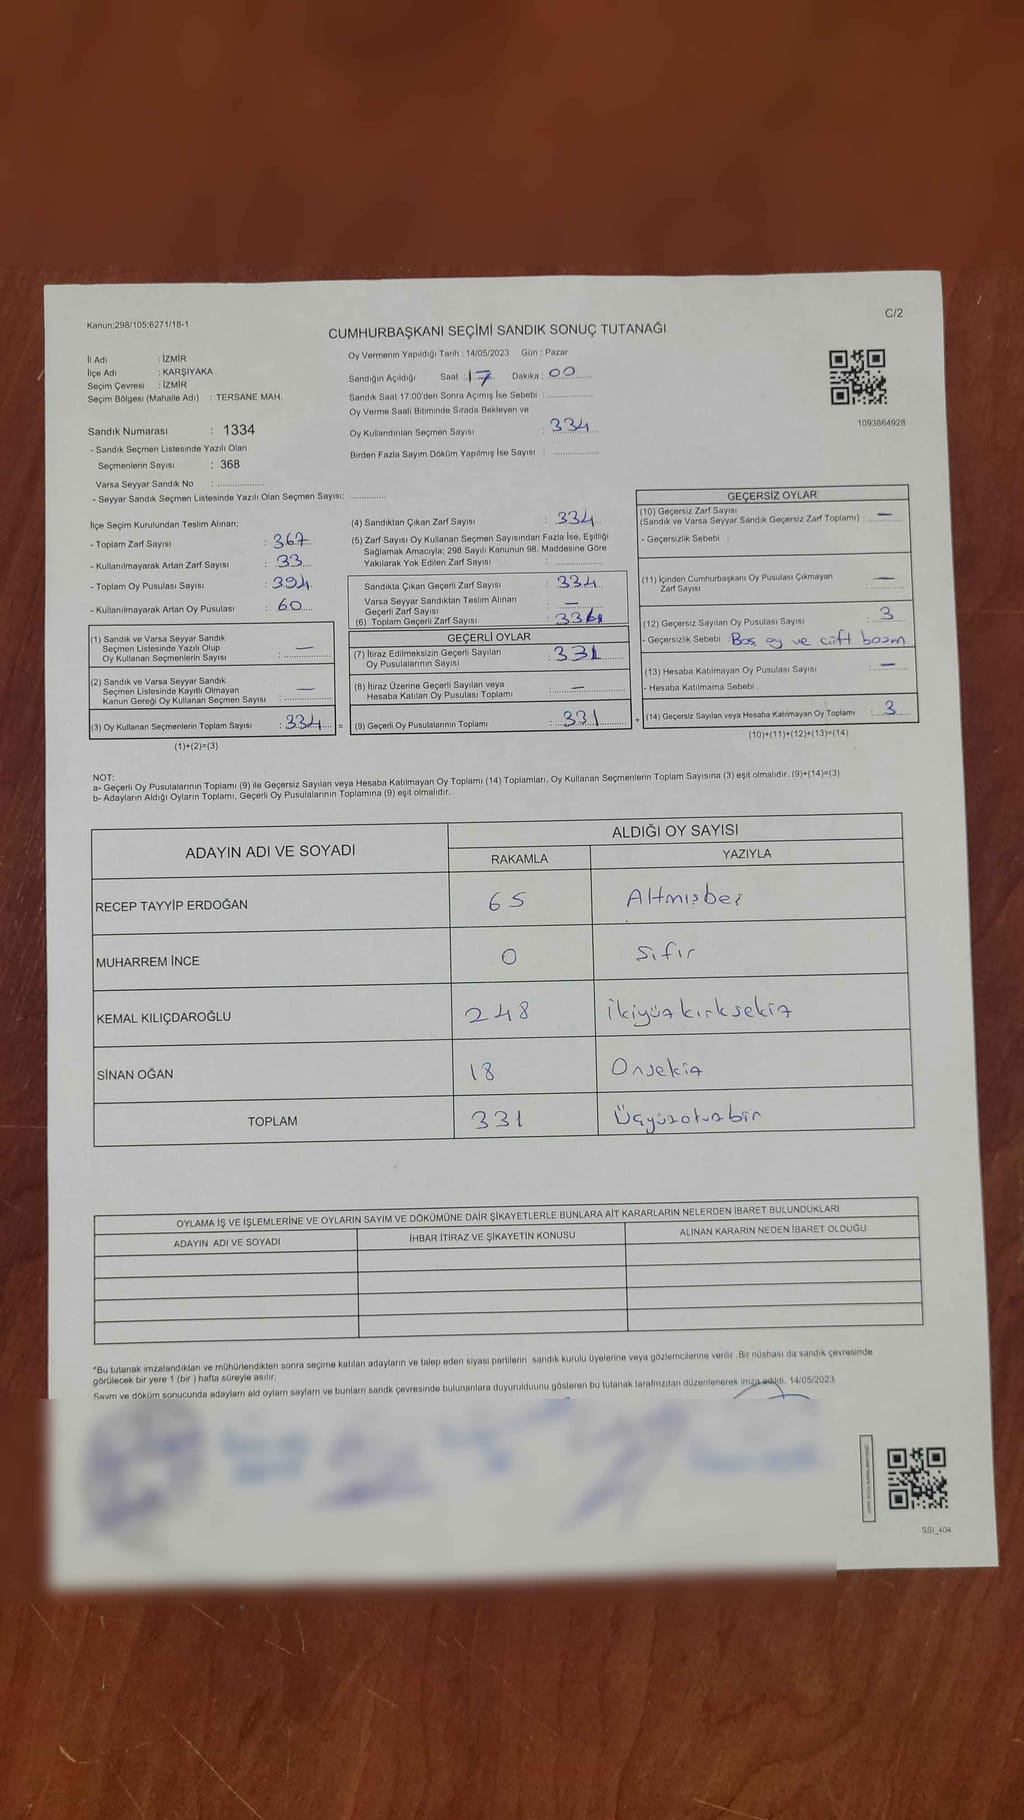 Kanun;298/105;6271/18-1
C/2
CUMHURBAŞKANI SEÇİMİ SANDIK SONUÇ TUTANAĞI
İl Adı : İZMİR
İlçe Adı : KARŞIYAKA
Seçim Çevresi : İZMİR
Seçim Bölgesi (Mahalle Adı) : TERSANE MAH.
Sandık Numarası : 1334
- Sandık Seçmen Listesinde Yazılı Olan
Seçmenlerin Sayısı : 368
Varsa Seyyar Sandık No : ....................
- Seyyar Sandık Seçmen Listesinde Yazılı Olan Seçmen Sayısı: ..............
Oy Vermenin Yapıldığı Tarih : 14/05/2023 Gün : Pazar
Sandığın Açıldığı Saat : 17 Dakika : 00
Sandık Saat 17:00'den Sonra Açımış İse Sebebi : ....................
Oy Verme Saati Bitiminde Sırada Bekleyen ve
Oy Kullandırılan Seçmen Sayısı : 334
Birden Fazla Sayım Döküm Yapılmış İse Sayısı : ..............
1093864928
İlçe Seçim Kurulundan Teslim Alınan;
- Toplam Zarf Sayısı : 367
- Kullanılmayarak Artan Zarf Sayısı : 33
- Toplam Oy Pusulası Sayısı : 394
- Kullanılmayarak Artan Oy Pusulası : 60
(1) Sandık ve Varsa Seyyar Sandık
Seçmen Listesinde Yazılı Olup
Oy Kullanan Seçmenlerin Sayısı : —
(2) Sandık ve Varsa Seyyar Sandık
Seçmen Listesinde Kayıtlı Olmayan
Kanun Gereği Oy Kullanan Seçmen Sayısı : —
(3) Oy Kullanan Seçmenlerin Toplam Sayısı : 334 =
(1)+(2)=(3)
(4) Sandıktan Çıkan Zarf Sayısı : 334
(5) Zarf Sayısı Oy Kullanan Seçmen Sayısından Fazla İse, Eşitliği
Sağlamak Amacıyla; 298 Sayılı Kanunun 98. Maddesine Göre
Yakılarak Yok Edilen Zarf Sayısı : ....................
Sandıkta Çıkan Geçerli Zarf Sayısı : 334
Varsa Seyyar Sandıktan Teslim Alınan
Geçerli Zarf Sayısı : —
(6) Toplam Geçerli Zarf Sayısı : 334
GEÇERLİ OYLAR
(7) İtiraz Edilmeksizin Geçerli Sayılan
Oy Pusulalarının Sayısı : 331
(8) İtiraz Üzerine Geçerli Sayılan veya
Hesaba Katılan Oy Pusulası Toplamı : —
(9) Geçerli Oy Pusulalarının Toplamı : 331 +
GEÇERSİZ OYLAR
(10) Geçersiz Zarf Sayısı
(Sandık ve Varsa Seyyar Sandık Geçersiz Zarf Toplamı) : —
- Geçersizlik Sebebi :
(11) İçinden Cumhurbaşkanı Oy Pusulası Çıkmayan
Zarf Sayısı : —
(12) Geçersiz Sayılan Oy Pusulası Sayısı : 3
- Geçersizlik Sebebi : Boş oy ve çift basım
(13) Hesaba Katılmayan Oy Pusulası Sayısı : —
- Hesaba Katılmama Sebebi :
(14) Geçersiz Sayılan veya Hesaba Katılmayan Oy Toplamı : 3
(10)+(11)+(12)+(13)=(14)
NOT:
a- Geçerli Oy Pusulalarının Toplamı (9) ile Geçersiz Sayılan veya Hesaba Katılmayan Oy Toplamı (14) Toplamları, Oy Kullanan Seçmenlerin Toplam Sayısına (3) eşit olmalıdır. (9)+(14)=(3)
b- Adayların Aldığı Oyların Toplamı, Geçerli Oy Pusulalarının Toplamına (9) eşit olmalıdır.
ADAYIN ADI VE SOYADI ALDIĞI OY SAYISI
RAKAMLA YAZIYLA
RECEP TAYYİP ERDOĞAN 65 Altmışbeş
MUHARREM İNCE 0 Sıfır
KEMAL KILIÇDAROĞLU 248 İkiyüzkırksekiz
SİNAN OĞAN 18 Onsekiz
TOPLAM 331 Üçyüzotuzbir
OYLAMA İŞ VE İŞLEMLERİNE VE OYLARIN SAYIM VE DÖKÜMÜNE DAİR ŞİKAYETLERLE BUNLARA AİT KARARLARIN NELERDEN İBARET BULUNDUKLARI
ADAYIN ADI VE SOYADI İHBAR İTİRAZ VE ŞİKAYETİN KONUSU ALINAN KARARIN NEDEN İBARET OLDUĞU
*Bu tutanak imzalandıktan ve mühürlendikten sonra seçime katılan adayların ve talep eden siyasi partilerin sandık kurulu üyelerine veya gözlemcilerine verilir .Bir nüshası da sandık çevresinde
görülecek bir yere 1 (bir ) hafta süreyle asılır.
Sayım ve döküm sonucunda adayların ald oyların sayların ve bunların sandk çevresinde bulunanlara duyurulduunu gösteren bu tutanak tarafmzdan düzenlenerek imza edildi. 14/05/2023
SSI_404